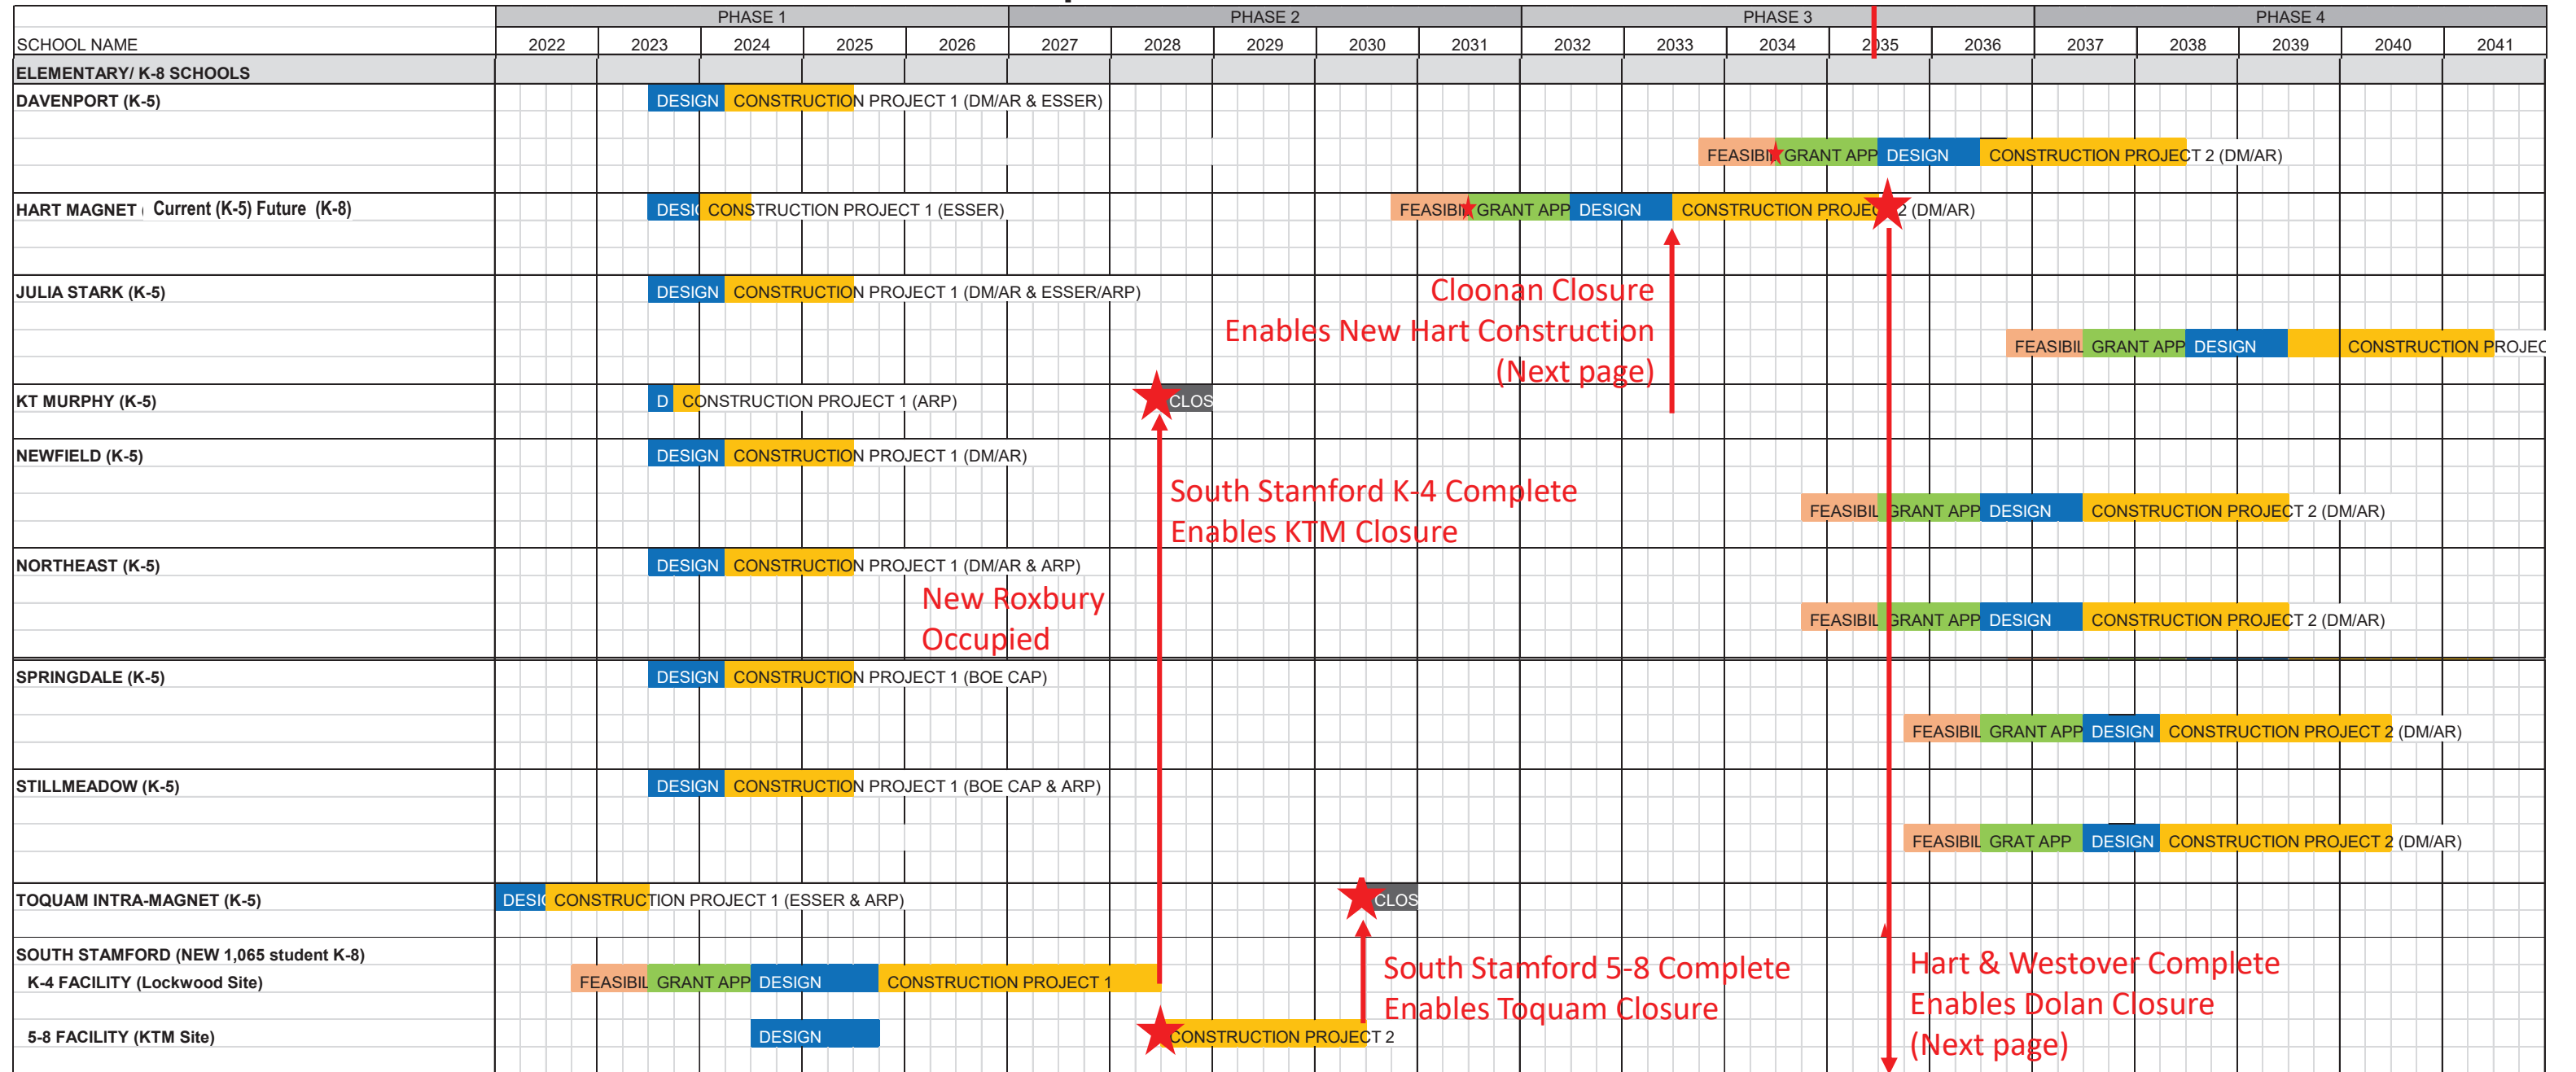 PHASE 1 PHASE 2 PHASE 3 PHASE 4
SCHOOL NAME 2022 2023 2024 2025 2026 2027 2028 2029 2030 2031 2032 2033 2034 2035 2036 2037 2038 2039 2040 2041
ELEMENTARY/ K-8 SCHOOLS
DAVENPORT (K-5) DESIGN CONSTRUCTION PROJECT 1 (DM/AR & ESSER)
FEASIBI GRANT APP DESIGN CONSTRUCTION PROJECT 2 (DM/AR)
HART MAGNET ( Current (K-5) Future (K-8) DESIG CONSTRUCTION PROJECT 1 (ESSER) FEASIBI GRANT APP DESIGN CONSTRUCTION PROJEC 2 (DM/AR)
JULIA STARK (K-5) DESIGN CONSTRUCTION PROJECT 1 (DM/AR & ESSER/ARP)
Cloonan Closure
Enables New Hart Construction
(Next page)
FEASIBIL GRANT APP DESIGN CONSTRUCTION PROJEC
KT MURPHY (K-5) D CONSTRUCTION PROJECT 1 (ARP) CLOS
NEWFIELD (K-5) DESIGN CONSTRUCTION PROJECT 1 (DM/AR)
South Stamford K-4 Complete
Enables KTM Closure
FEASIBIL GRANT APP DESIGN CONSTRUCTION PROJECT 2 (DM/AR)
NORTHEAST (K-5) DESIGN CONSTRUCTION PROJECT 1 (DM/AR & ARP)
New Roxbury
Occupied
FEASIBIL GRANT APP DESIGN CONSTRUCTION PROJECT 2 (DM/AR)
SPRINGDALE (K-5) DESIGN CONSTRUCTION PROJECT 1 (BOE CAP)
FEASIBIL GRANT APP DESIGN CONSTRUCTION PROJECT 2 (DM/AR)
STILLMEADOW (K-5) DESIGN CONSTRUCTION PROJECT 1 (BOE CAP & ARP)
FEASIBIL GRAT APP DESIGN CONSTRUCTION PROJECT 2 (DM/AR)
TOQUAM INTRA-MAGNET (K-5) DESIG CONSTRUCTION PROJECT 1 (ESSER & ARP) CLOS
SOUTH STAMFORD (NEW 1,065 student K-8)
K-4 FACILITY (Lockwood Site) FEASIBIL GRANT APP DESIGN CONSTRUCTION PROJECT 1
South Stamford 5-8 Complete
Enables Toquam Closure
Hart & Westover Complete
Enables Dolan Closure
(Next page)
5-8 FACILITY (KTM Site) DESIGN CONSTRUCTION PROJECT 2